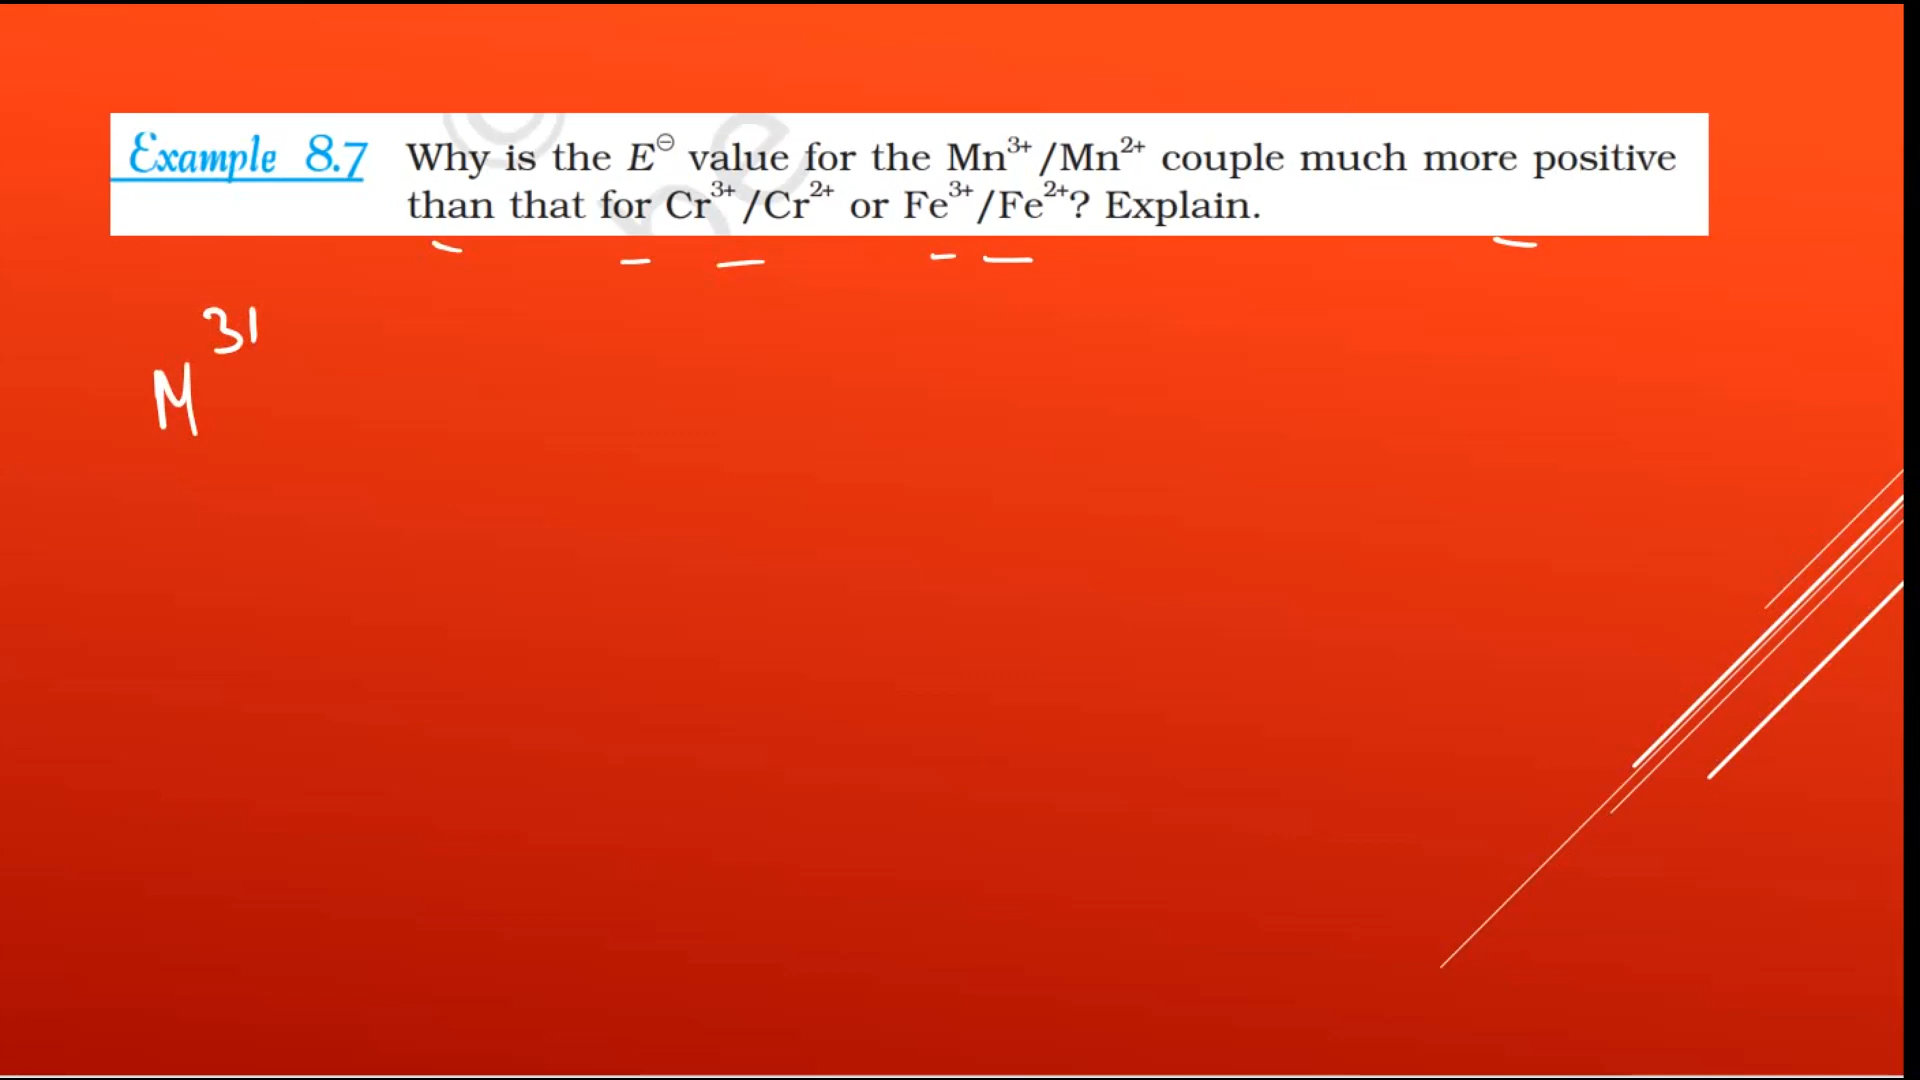 Example 8.7 Why is the E⊖ value for the Mn³⁺/Mn²⁺ couple much more positive
than that for Cr³⁺/Cr²⁺ or Fe³⁺/Fe²⁺? Explain.
M³¹